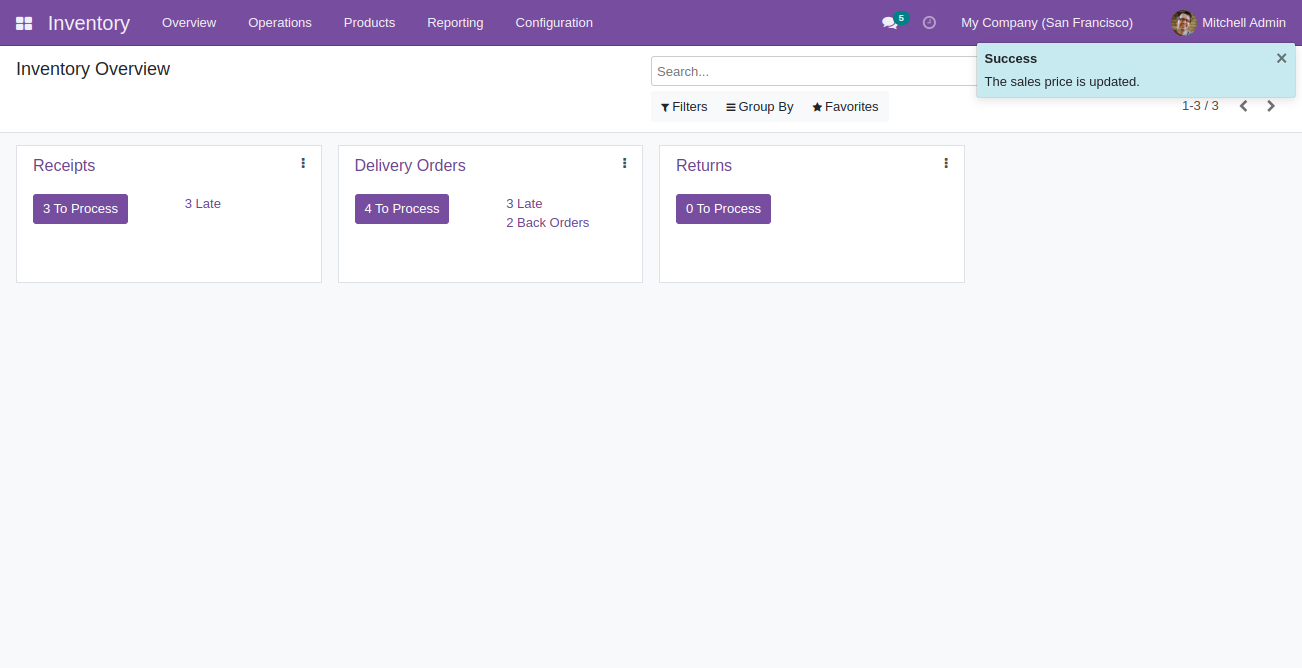 Inventory Overview Operations Products Reporting Configuration 5 My Company (San Francisco) Mitchell Admin
Success
The sales price is updated.
Inventory Overview
Search...
Filters Group By Favorites
1-3 / 3
Receipts
3 To Process 3 Late
Delivery Orders
4 To Process 3 Late
2 Back Orders
Returns
0 To Process